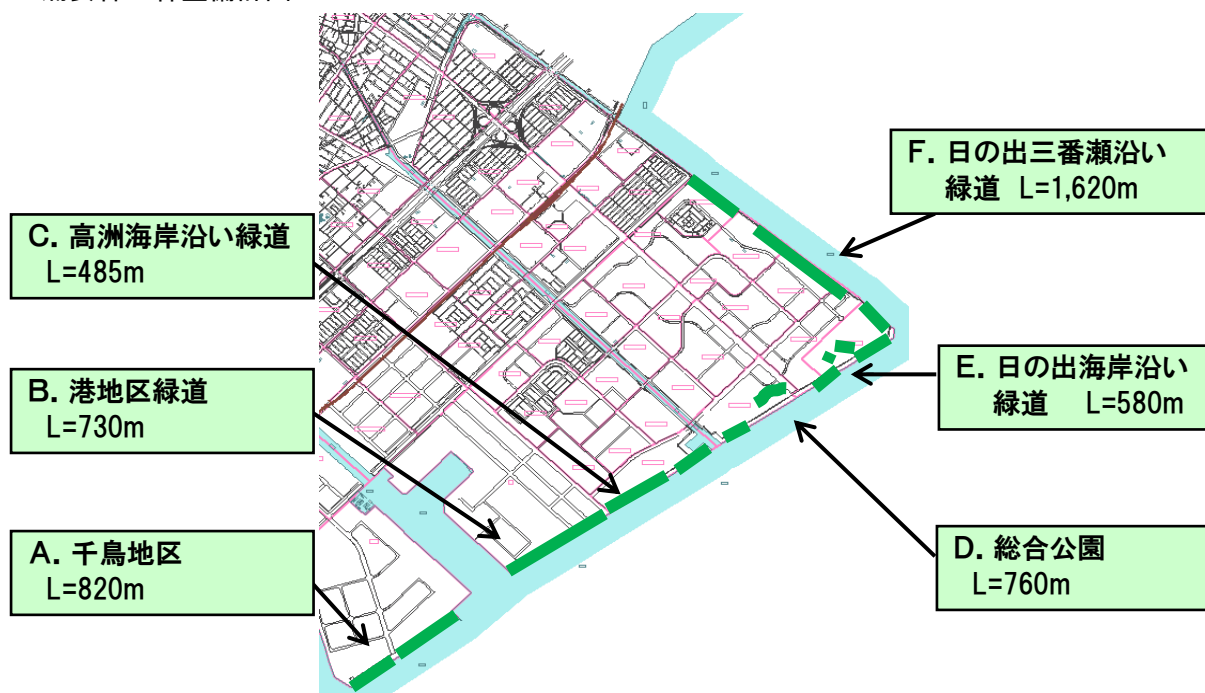 C. 高洲海岸沿い緑道
L=485m
B. 港地区緑道
L=730m
A. 千鳥地区
L=820m
F. 日の出三番瀬沿い
緑道 L=1,620m
E. 日の出海岸沿い
緑道 L=580m
D. 総合公園
L=760m